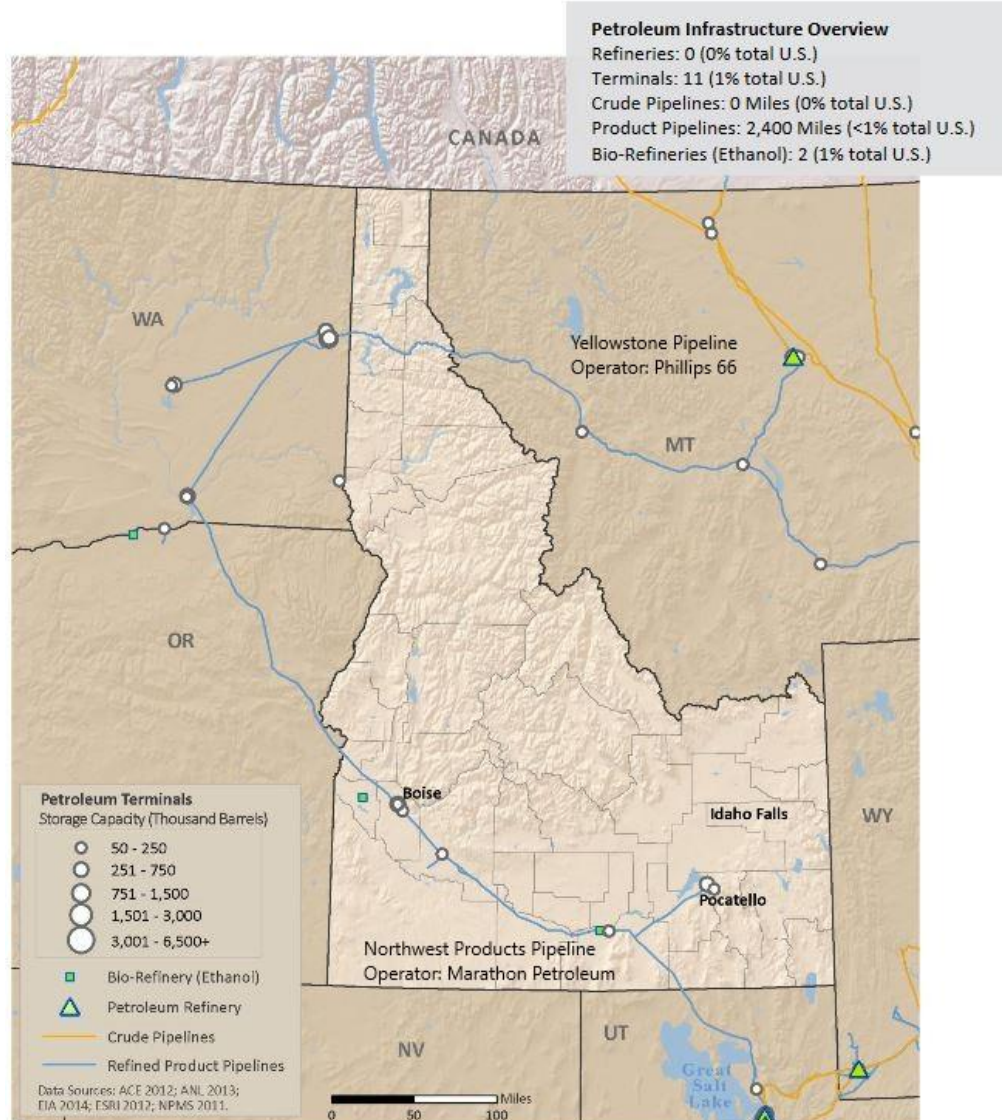 Petroleum Infrastructure Overview
Refineries: 0 (0% total U.S.)
Terminals: 11 (1% total U.S.)
Crude Pipelines: 0 Miles (0% total U.S.)
Product Pipelines: 2,400 Miles (<1% total U.S.)
Bio-Refineries (Ethanol): 2 (1% total U.S.)
CANADA
WA
Yellowstone Pipeline
Operator: Phillips 66
MT
OR
Boise
Idaho Falls
WY
Pocatello
Northwest Products Pipeline
Operator: Marathon Petroleum
NV
UT
Great
Salt
Lake
Petroleum Terminals
Storage Capacity (Thousand Barrels)
50 - 250
251 - 750
751 - 1,500
1,501 - 3,000
3,001 - 6,500+
Bio-Refinery (Ethanol)
Petroleum Refinery
Crude Pipelines
Refined Product Pipelines
Data Sources: ACE 2012; ANL 2013;
EIA 2014; ESRI 2012; NPMS 2011.
Miles
0 50 100